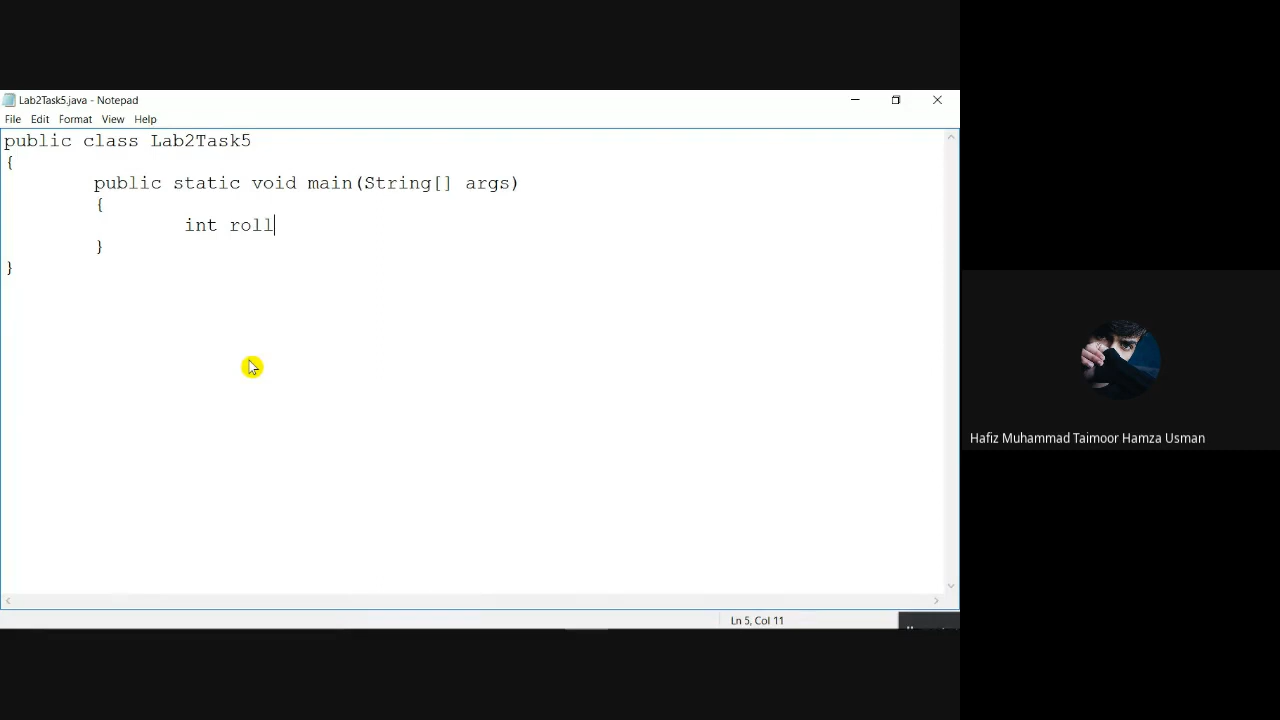 Lab2Task5.java - Notepad
File Edit Format View Help
public class Lab2Task5
{
public static void main(String[] args)
{
int roll
}
}
Ln 5, Col 11
Hafiz Muhammad Taimoor Hamza Usman